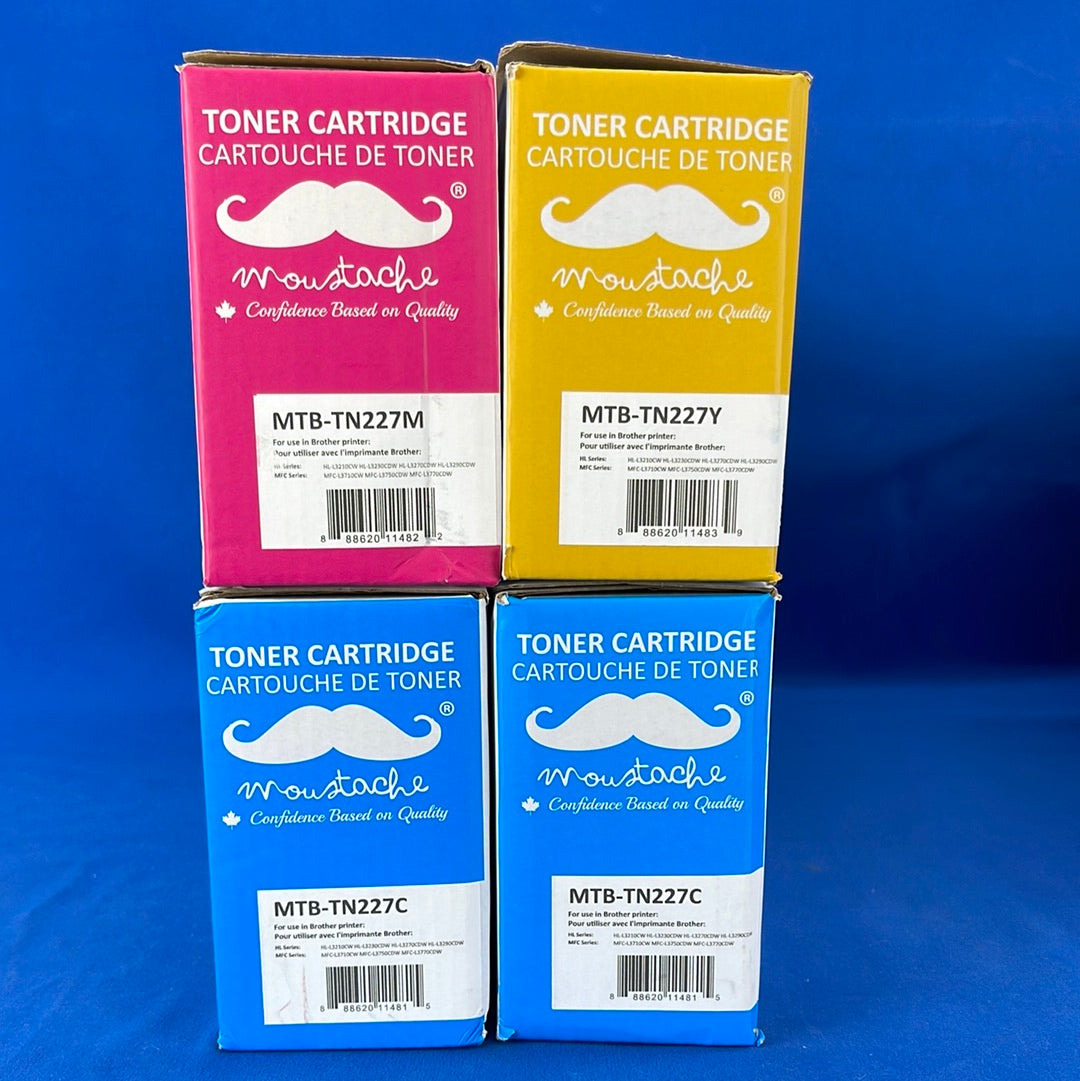 TONER CARTRIDGE
CARTOUCHE DE TONER
®
moustache
Confidence Based on Quality
MTB-TN227M
For use in Brother printer:
Pour utiliser avec l'imprimante Brother:
HL Series: HL-L3210CW HL-L3230CDW HL-L3270CDW HL-L3290CDW
MFC Series: MFC-L3710CW MFC-L3750CDW MFC-L3770CDW
8 88620 11482 2
TONER CARTRIDGE
CARTOUCHE DE TONER
®
moustache
Confidence Based on Quality
MTB-TN227Y
For use in Brother printer:
Pour utiliser avec l'imprimante Brother:
HL Series: HL-L3210CW HL-L3230CDW HL-L3270CDW HL-L3290CDW
MFC Series: MFC-L3710CW MFC-L3750CDW MFC-L3770CDW
8 88620 11483 9
TONER CARTRIDGE
CARTOUCHE DE TONER
®
moustache
Confidence Based on Quality
MTB-TN227C
For use in Brother printer:
Pour utiliser avec l'imprimante Brother:
HL Series: HL-L3210CW HL-L3230CDW HL-L3270CDW HL-L3290CDW
MFC Series: MFC-L3710CW MFC-L3750CDW MFC-L3770CDW
8 88620 11481 5
TONER CARTRIDGE
CARTOUCHE DE TONER
®
moustache
Confidence Based on Quality
MTB-TN227C
For use in Brother printer:
Pour utiliser avec l'imprimante Brother:
HL Series: HL-L3210CW HL-L3230CDW HL-L3270CDW HL-L3290CDW
MFC Series: MFC-L3710CW MFC-L3750CDW MFC-L3770CDW
8 88620 11481 5